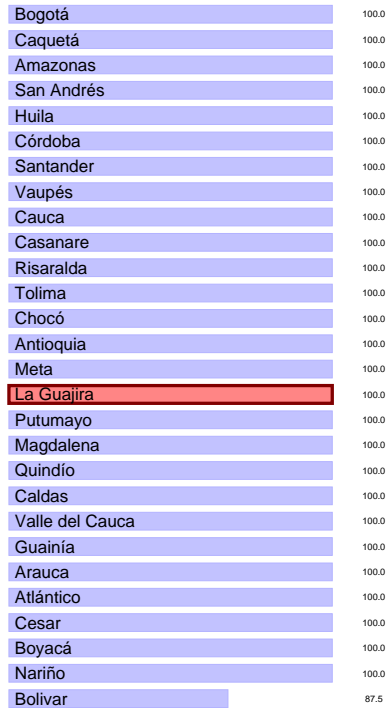 Bogotá 100.0
Caquetá 100.0
Amazonas 100.0
San Andrés 100.0
Huila 100.0
Córdoba 100.0
Santander 100.0
Vaupés 100.0
Cauca 100.0
Casanare 100.0
Risaralda 100.0
Tolima 100.0
Chocó 100.0
Antioquia 100.0
Meta 100.0
La Guajira 100.0
Putumayo 100.0
Magdalena 100.0
Quindío 100.0
Caldas 100.0
Valle del Cauca 100.0
Guainía 100.0
Arauca 100.0
Atlántico 100.0
Cesar 100.0
Boyacá 100.0
Nariño 100.0
Bolivar 87.5